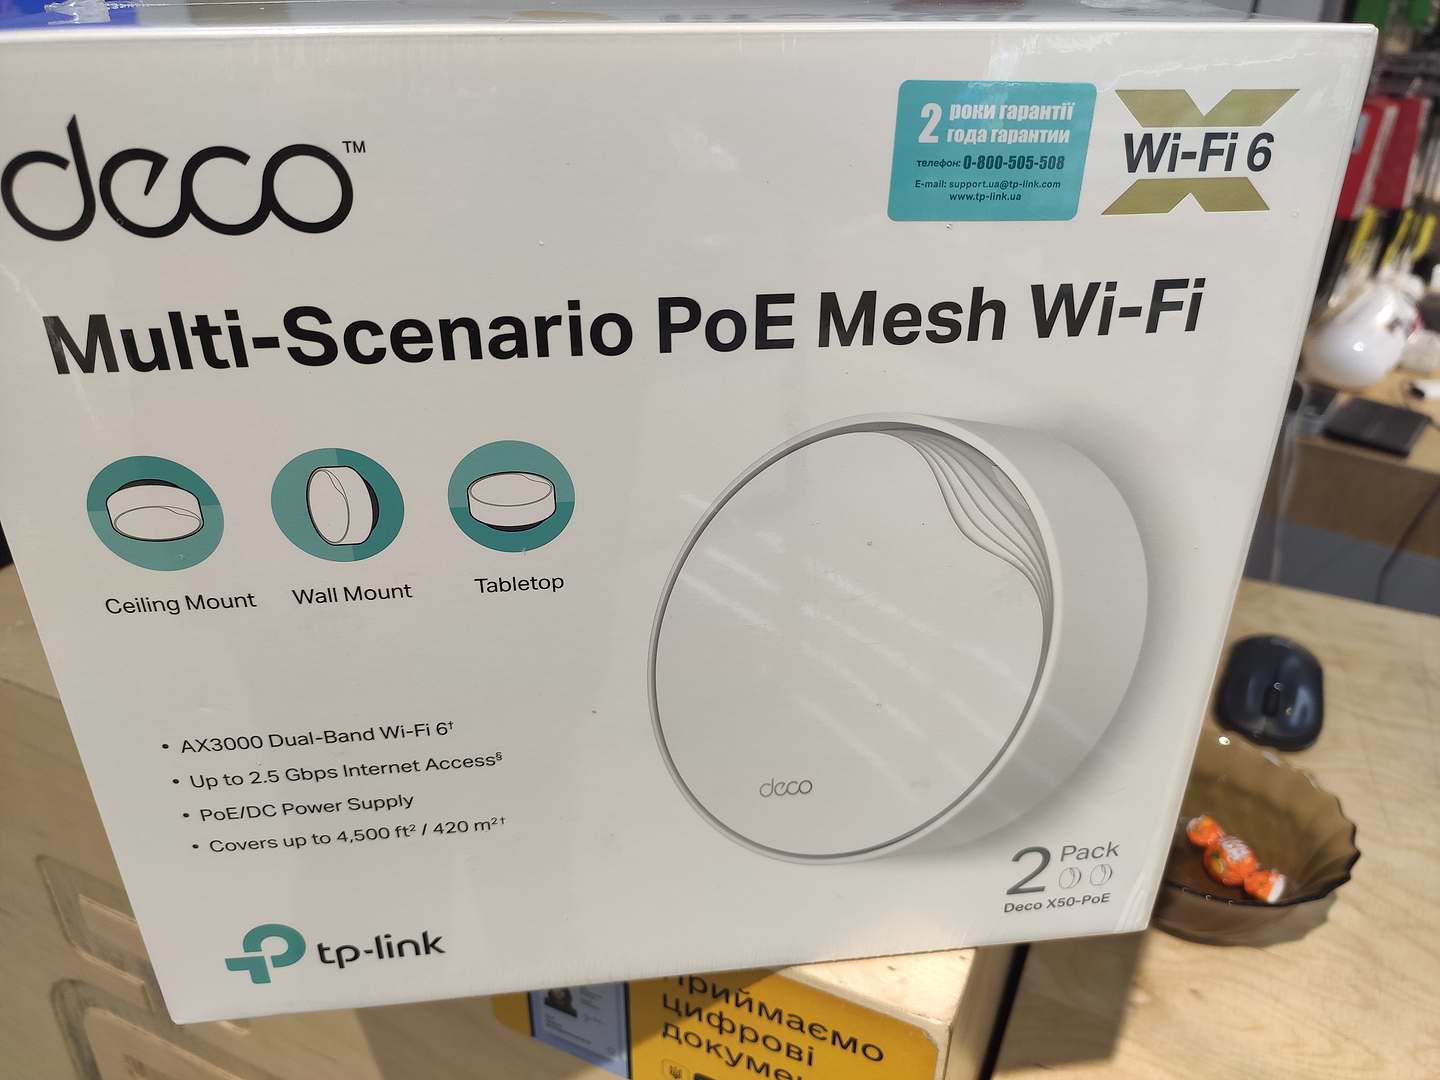 deco™
2 роки гарантії
года гарантии
телефон: 0-800-505-508
E-mail: support.ua@tp-link.com
www.tp-link.ua
Wi-Fi 6
Multi-Scenario PoE Mesh Wi-Fi
Ceiling Mount
Wall Mount
Tabletop
• AX3000 Dual-Band Wi-Fi 6†
• Up to 2.5 Gbps Internet Access§
• PoE/DC Power Supply
• Covers up to 4,500 ft² / 420 m²†
deco
2 Pack
Deco X50-PoE
tp-link
Приймаємо
цифрові
докуме